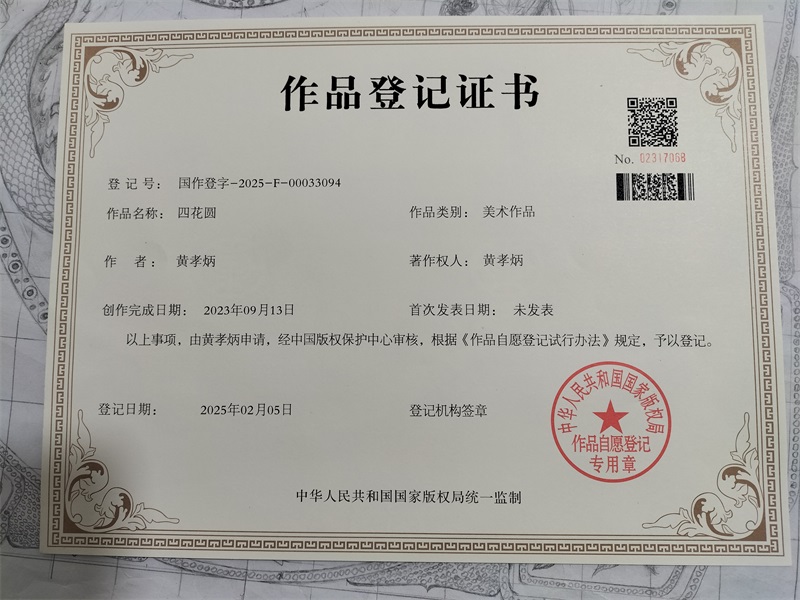 作品登记证书
No. 02317068
登 记 号： 国作登字-2025-F-00033094
作品名称： 四花圆 作品类别： 美术作品
作 者： 黄孝炳 著作权人： 黄孝炳
创作完成日期： 2023年09月13日 首次发表日期： 未发表
以上事项，由黄孝炳申请，经中国版权保护中心审核，根据《作品自愿登记试行办法》规定，予以登记。
登记日期： 2025年02月05日 登记机构签章
中华人民共和国国家版权局
作品自愿登记
专用章
中华人民共和国国家版权局统一监制